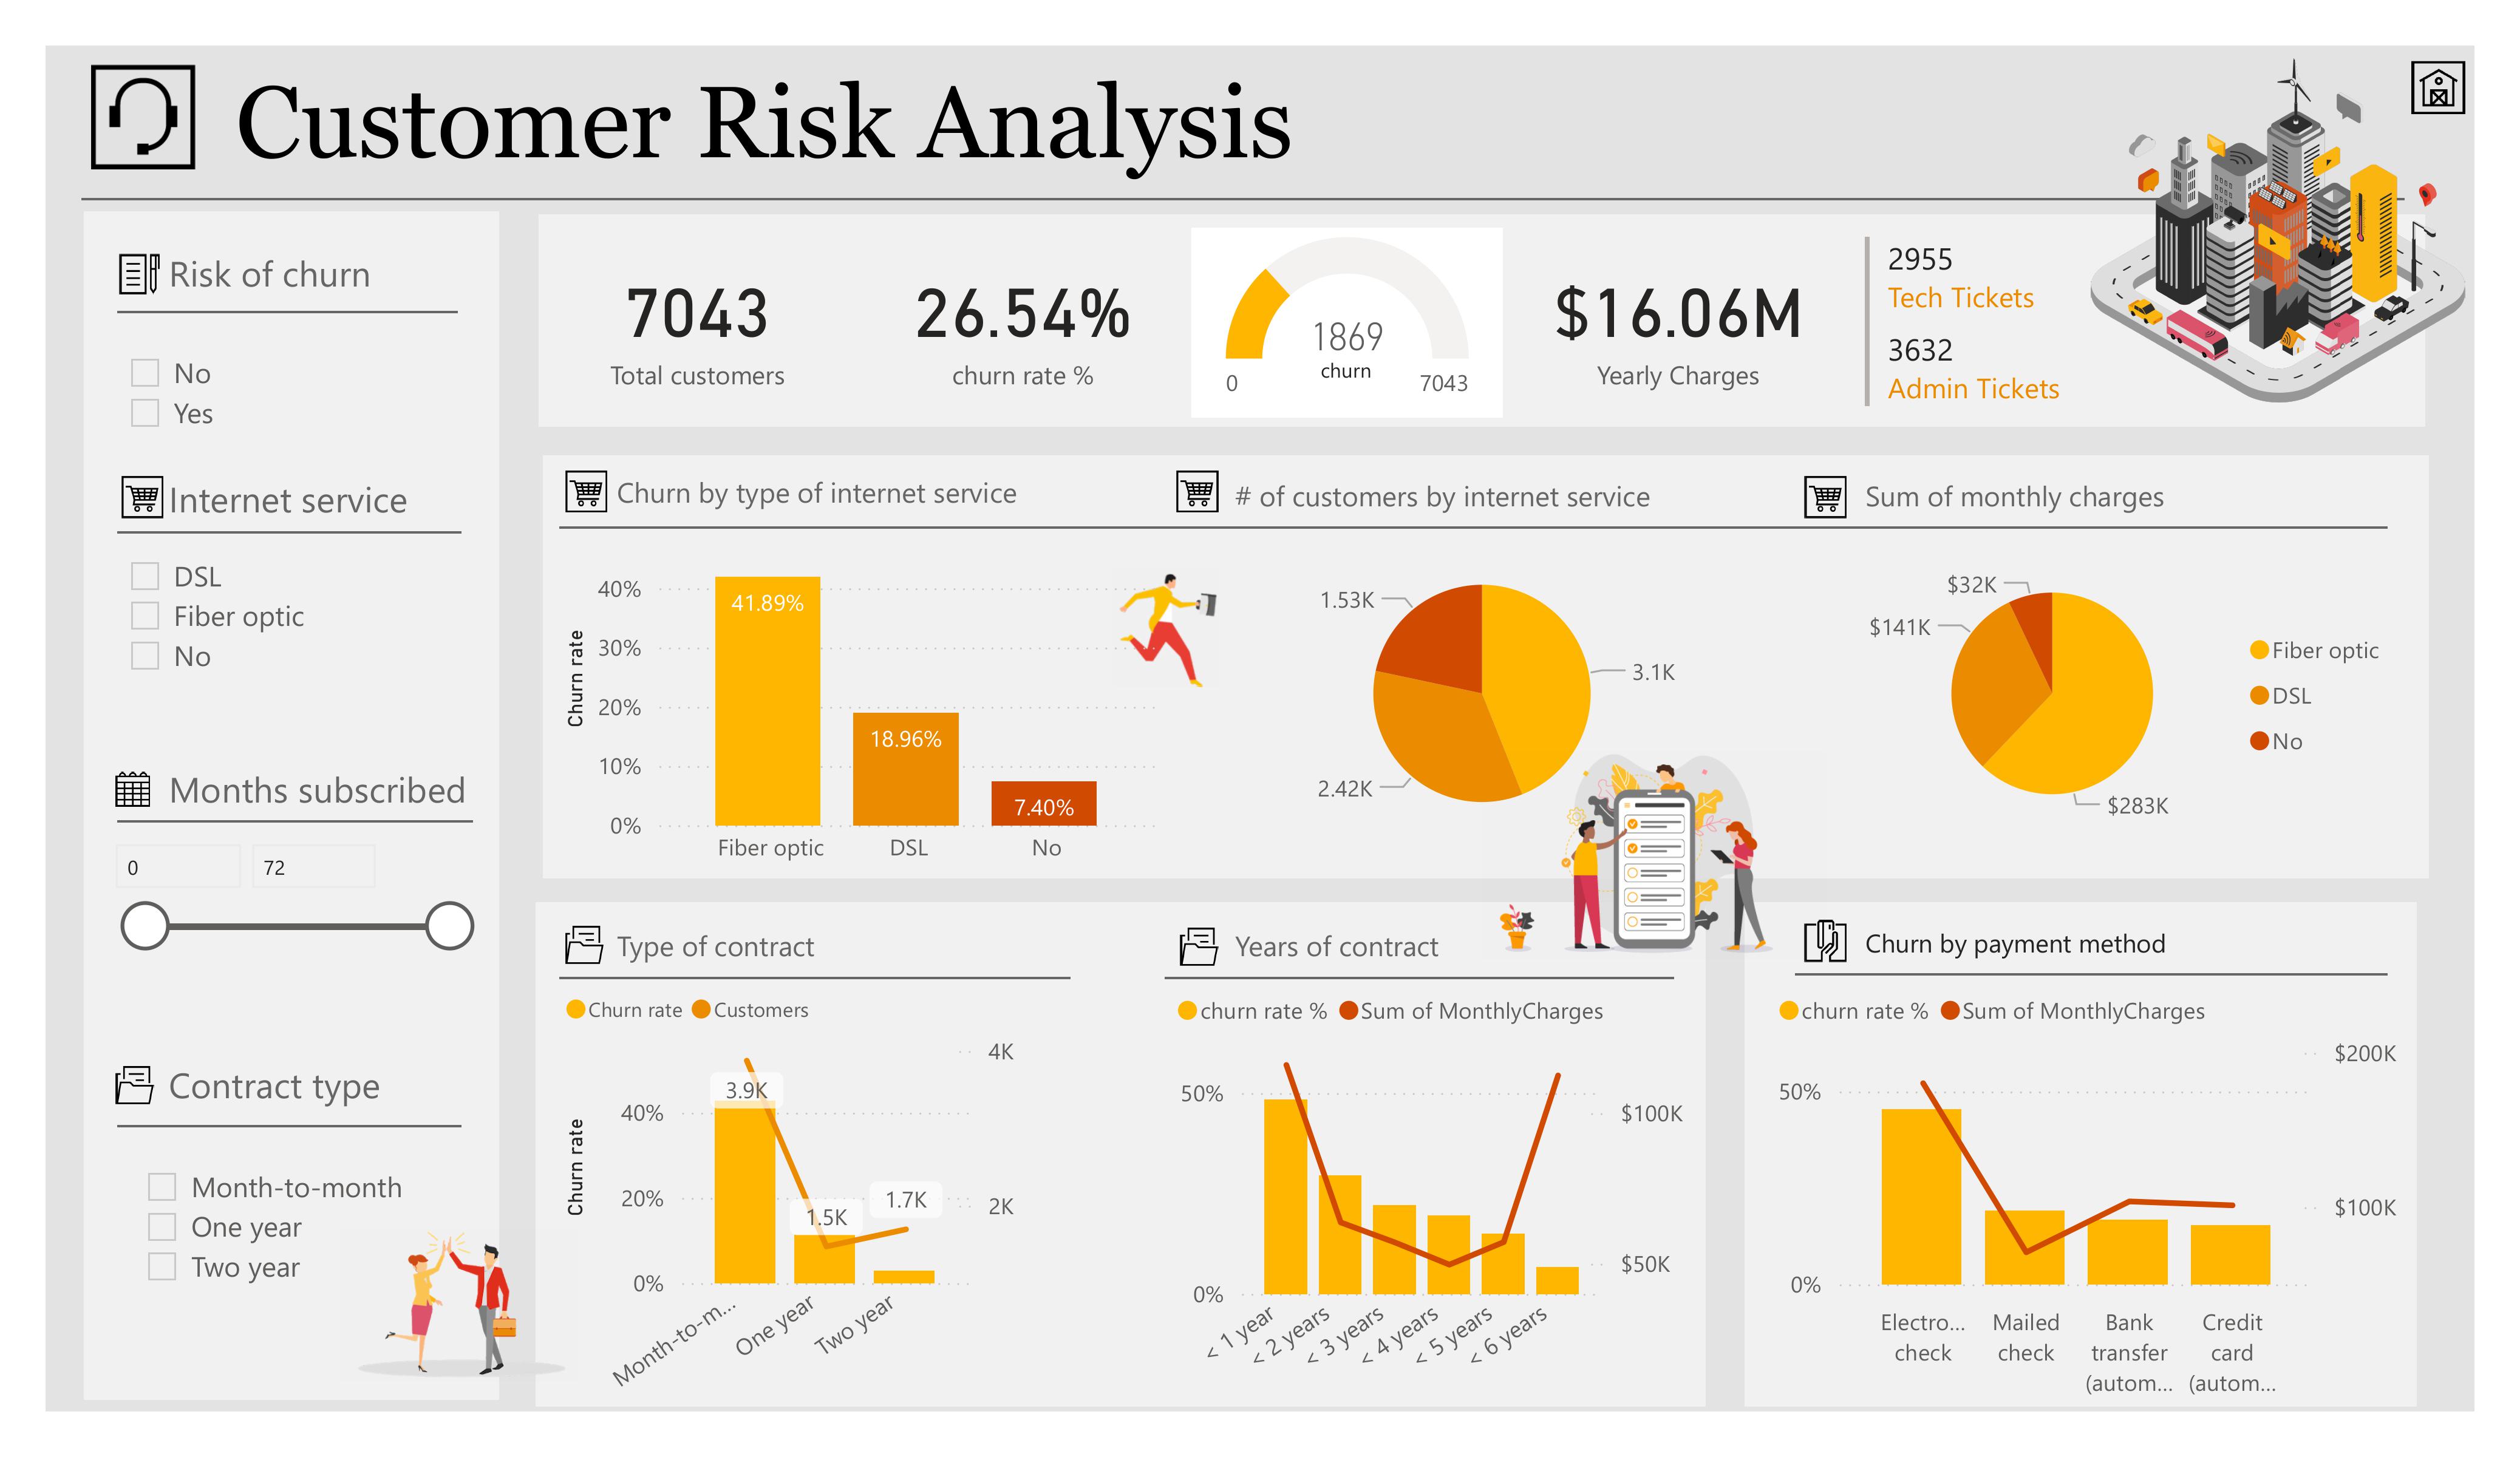 Customer Risk Analysis
Risk of churn
No
Yes
Internet service
DSL
Fiber optic
No
Months subscribed
0
72
Contract type
Month-to-month
One year
Two year
7043
Total customers
26.54%
churn rate %
1869
churn
0
7043
$16.06M
Yearly Charges
2955
Tech Tickets
3632
Admin Tickets
Churn by type of internet service
Churn rate
40%
30%
20%
10%
0%
41.89%
18.96%
7.40%
Fiber optic
DSL
No
# of customers by internet service
1.53K
3.1K
2.42K
Sum of monthly charges
$32K
$141K
$283K
Fiber optic
DSL
No
Type of contract
Churn rate
Customers
Churn rate
40%
20%
0%
4K
2K
3.9K
1.5K
1.7K
Month-to-m...
One year
Two year
Years of contract
churn rate %
Sum of MonthlyCharges
50%
0%
$100K
$50K
< 1 year
< 2 years
< 3 years
< 4 years
< 5 years
< 6 years
Churn by payment method
churn rate %
Sum of MonthlyCharges
50%
0%
$200K
$100K
Electro...
check
Mailed
check
Bank
transfer
(autom...
Credit
card
(autom...